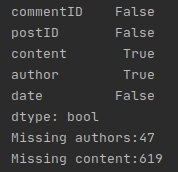 commentID    False
postID       False
content       True
author        True
date         False
dtype: bool
Missing authors:47
Missing content:619